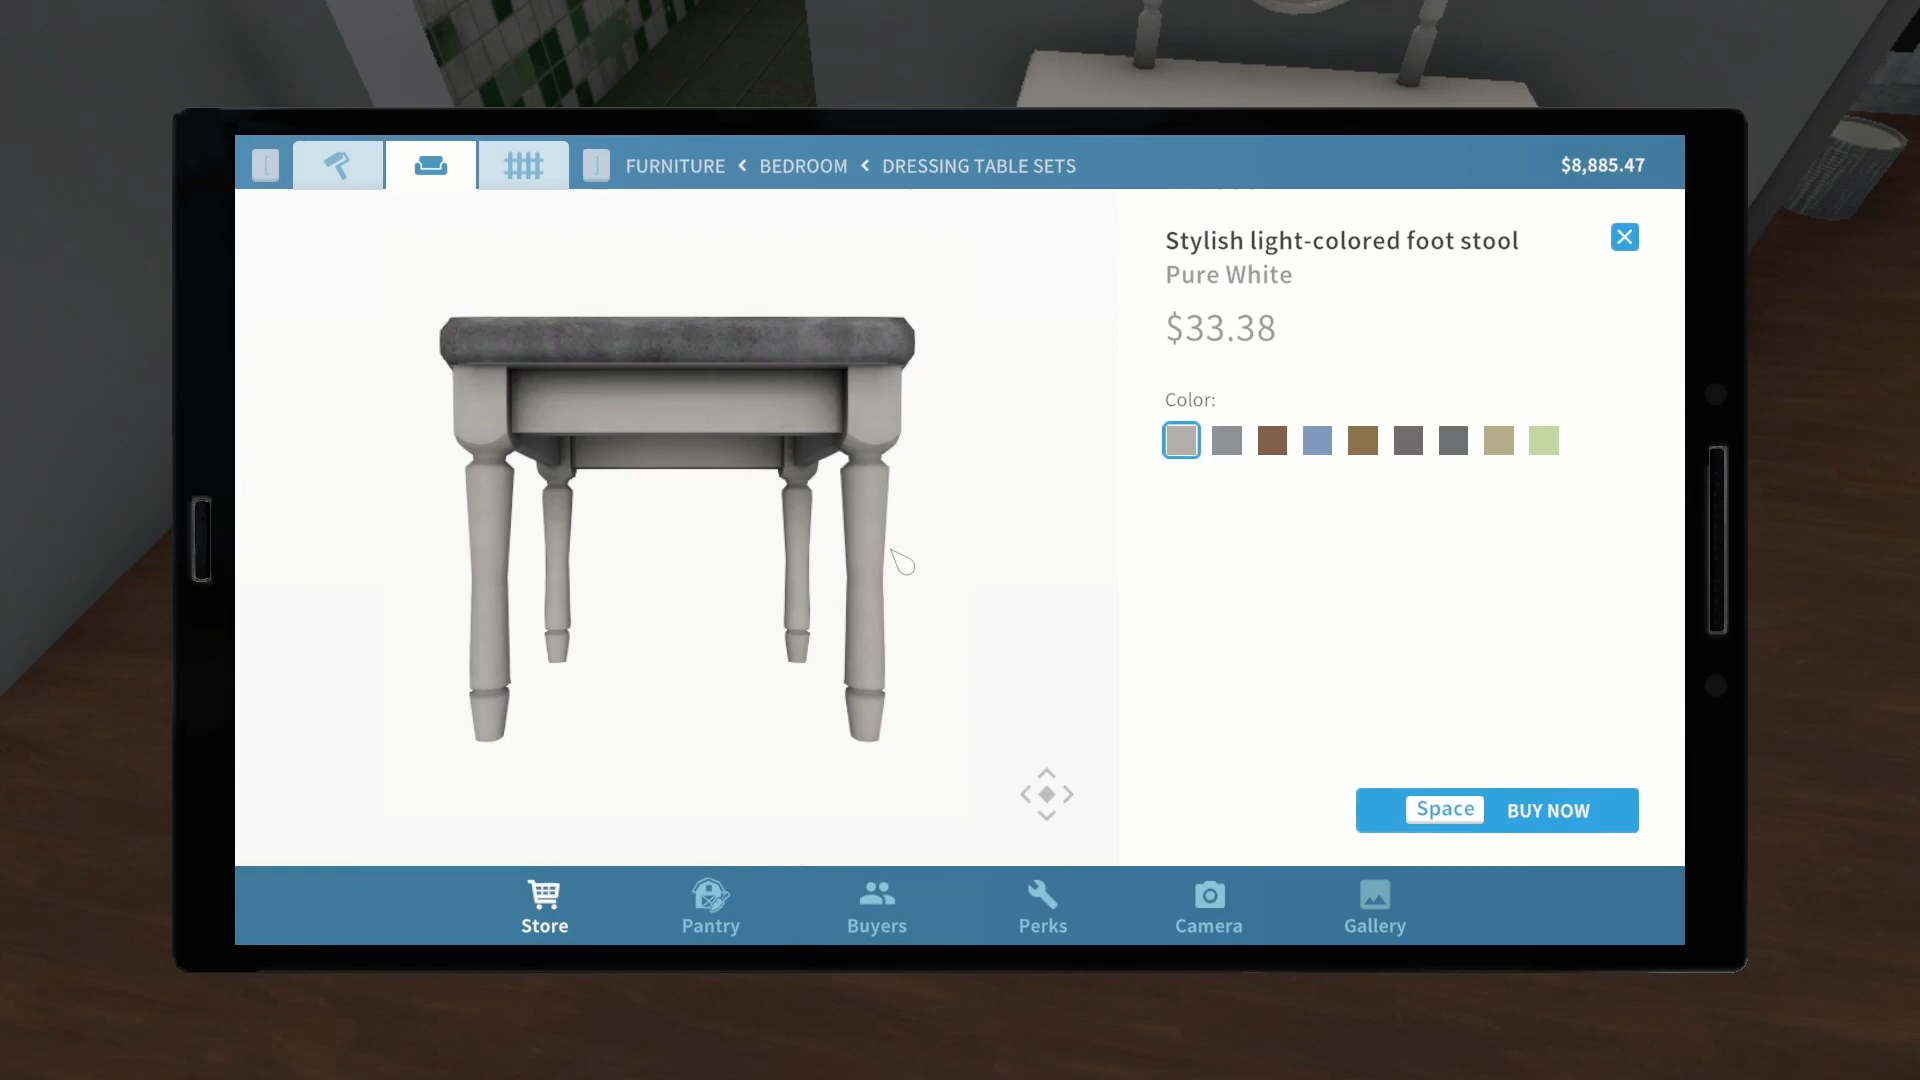 [
]
FURNITURE < BEDROOM < DRESSING TABLE SETS
$8,885.47
Stylish light-colored foot stool
Pure White
$33.38
Color:
Space BUY NOW
Store
Pantry
Buyers
Perks
Camera
Gallery